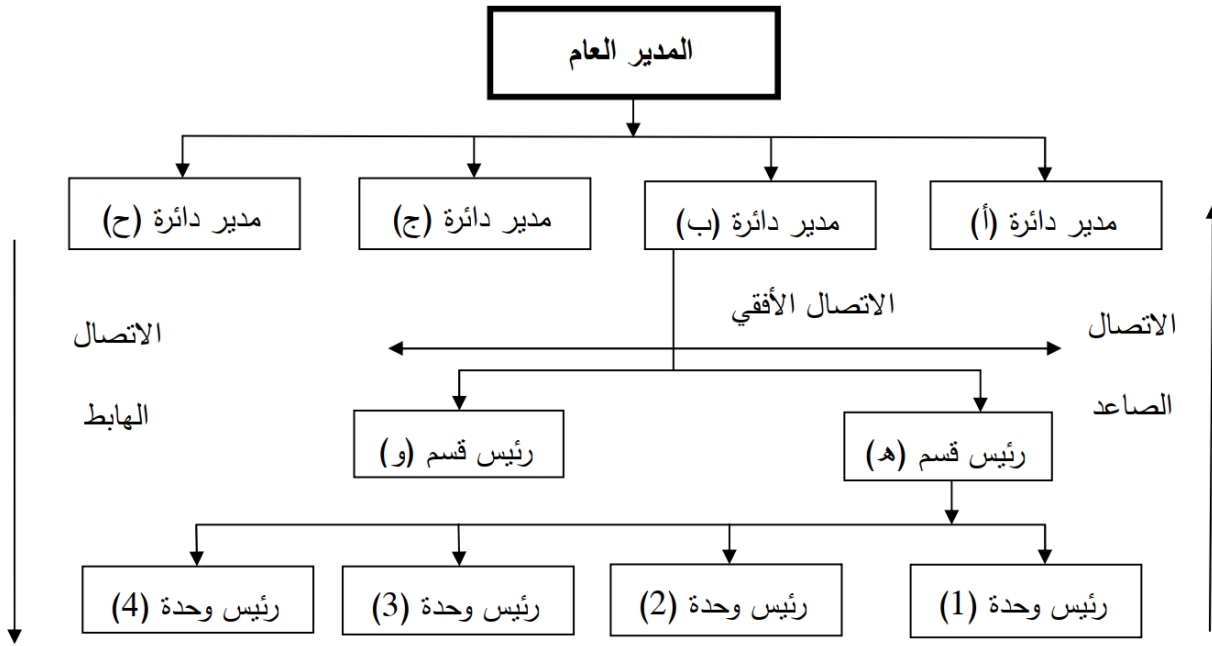 المدير العام
مدير دائرة (أ)
مدير دائرة (ب)
مدير دائرة (ج)
مدير دائرة (ح)
الاتصال الأفقي
الاتصال
الصاعد
الاتصال
الهابط
رئيس قسم (ه)
رئيس قسم (و)
رئيس وحدة (1)
رئيس وحدة (2)
رئيس وحدة (3)
رئيس وحدة (4)